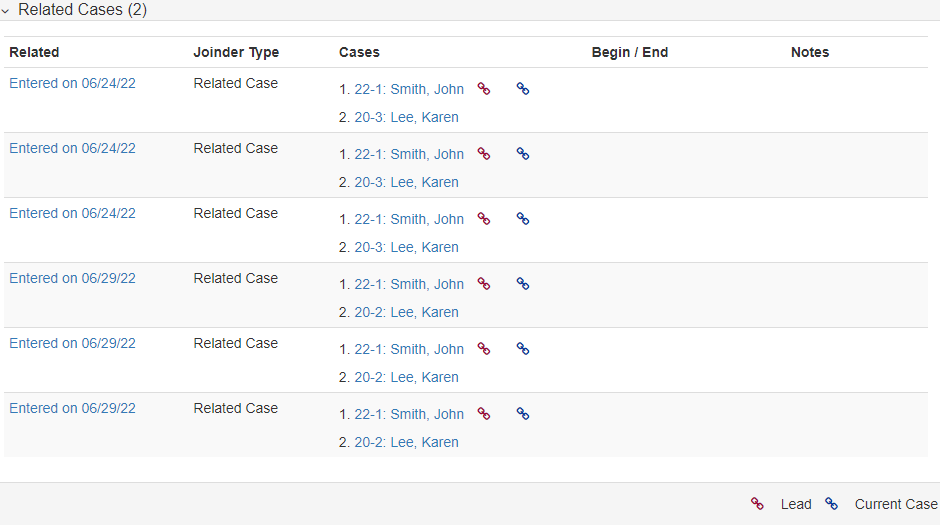 Related Cases (2)
Related Joinder Type Cases Begin / End Notes
Entered on 06/24/22 Related Case 1. 22-1: Smith, John
2. 20-3: Lee, Karen
Entered on 06/24/22 Related Case 1. 22-1: Smith, John
2. 20-3: Lee, Karen
Entered on 06/24/22 Related Case 1. 22-1: Smith, John
2. 20-3: Lee, Karen
Entered on 06/29/22 Related Case 1. 22-1: Smith, John
2. 20-2: Lee, Karen
Entered on 06/29/22 Related Case 1. 22-1: Smith, John
2. 20-2: Lee, Karen
Entered on 06/29/22 Related Case 1. 22-1: Smith, John
2. 20-2: Lee, Karen
Lead Current Case